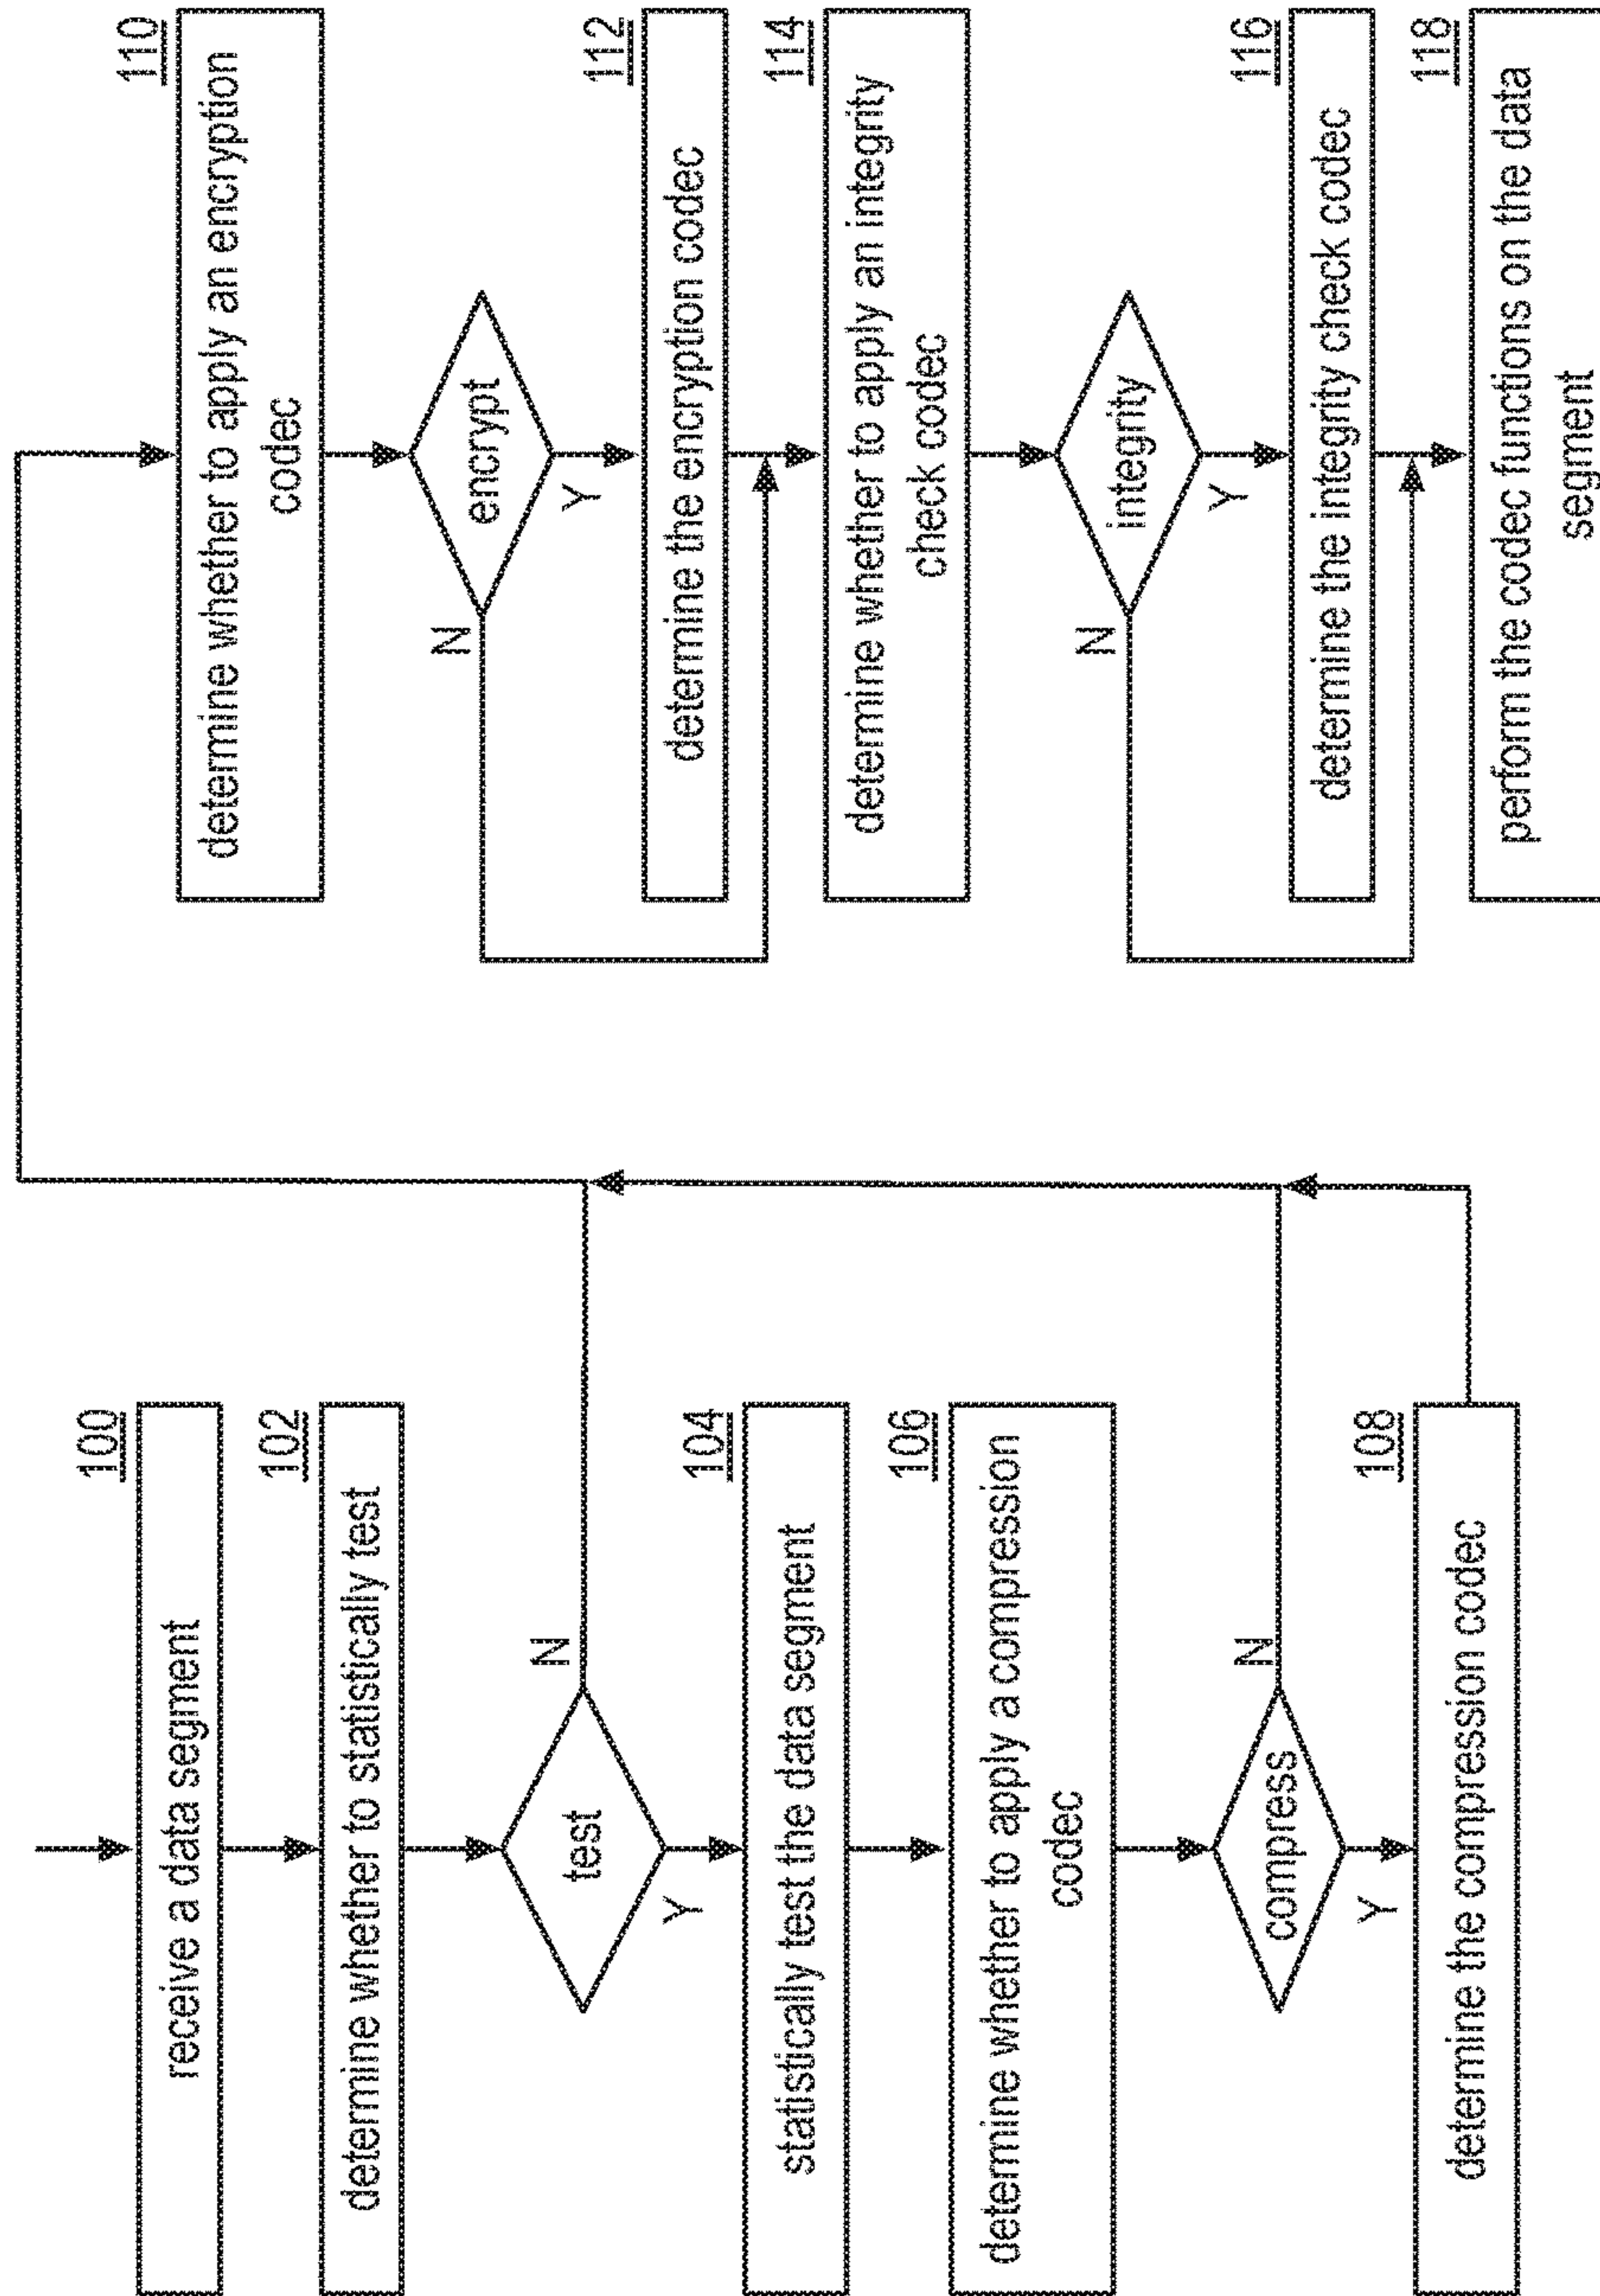 100
receive a data segment
102
determine whether to statistically test
test
N
Y
104
statistically test the data segment
106
determine whether to apply a compression
codec
compress
N
Y
108
determine the compression codec
110
determine whether to apply an encryption
codec
encrypt
N
Y
112
determine the encryption codec
114
determine whether to apply an integrity
check codec
integrity
N
Y
116
determine the integrity check codec
118
perform the codec functions on the data
segment